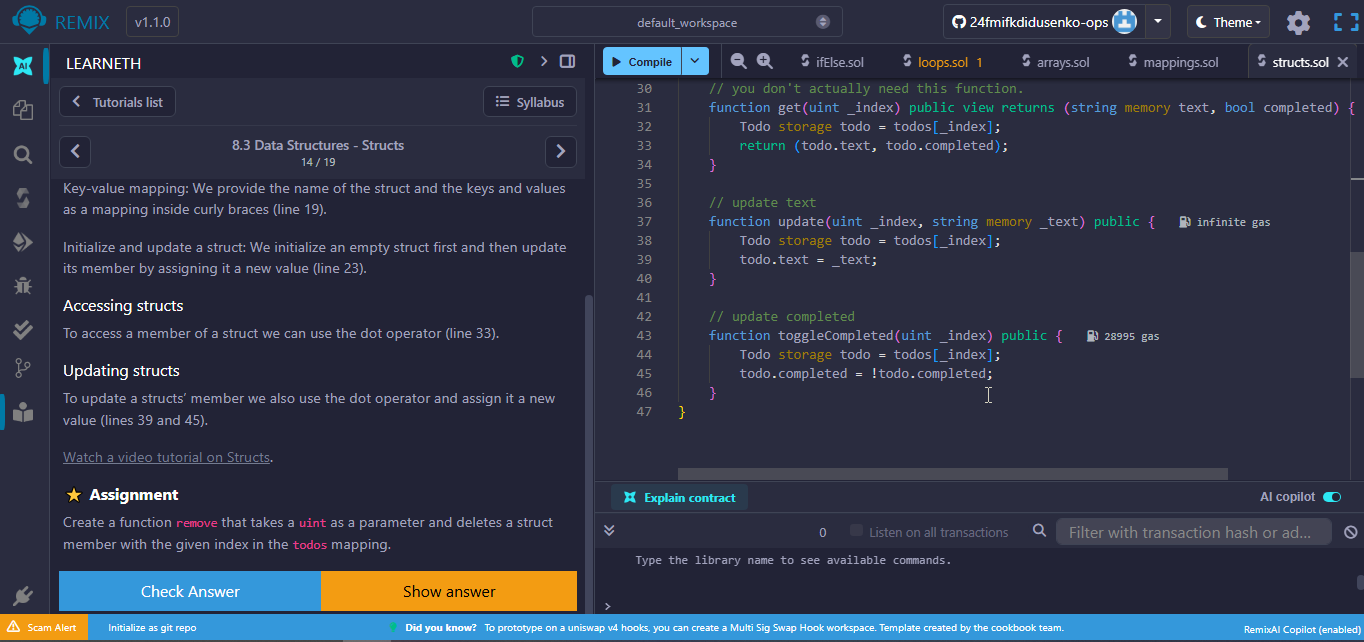 REMIX v1.1.0 default_workspace 24fmifkdidusenko-ops Theme
AI LEARNETH
Tutorials list Syllabus
8.3 Data Structures - Structs
14 / 19
Key-value mapping: We provide the name of the struct and the keys and values
as a mapping inside curly braces (line 19).
Initialize and update a struct: We initialize an empty struct first and then update
its member by assigning it a new value (line 23).
Accessing structs
To access a member of a struct we can use the dot operator (line 33).
Updating structs
To update a structs’ member we also use the dot operator and assign it a new
value (lines 39 and 45).
Watch a video tutorial on Structs.
Assignment
Create a function remove that takes a uint as a parameter and deletes a struct
member with the given index in the todos mapping.
Check Answer Show answer
Compile ifElse.sol loops.sol 1 arrays.sol mappings.sol structs.sol
30 // you don't actually need this function.
31 function get(uint _index) public view returns (string memory text, bool completed) {
32 Todo storage todo = todos[_index];
33 return (todo.text, todo.completed);
34 }
35
36 // update text
37 function update(uint _index, string memory _text) public { infinite gas
38 Todo storage todo = todos[_index];
39 todo.text = _text;
40 }
41
42 // update completed
43 function toggleCompleted(uint _index) public { 28995 gas
44 Todo storage todo = todos[_index];
45 todo.completed = !todo.completed;
46 }
47 }
Explain contract AI copilot
0 Listen on all transactions Filter with transaction hash or ad...
Type the library name to see available commands.
>
Scam Alert Initialize as git repo Did you know? To prototype on a uniswap v4 hooks, you can create a Multi Sig Swap Hook workspace. Template created by the cookbook team. RemixAI Copilot (enabled)